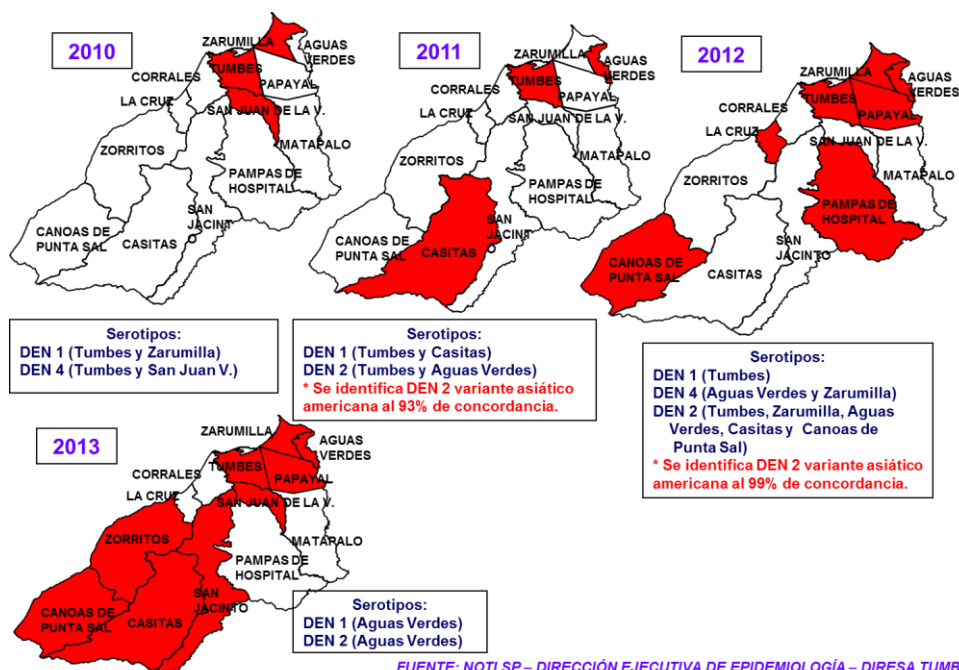 2010
ZARUMILLA
AGUAS
VERDES
TUMBES
PAPAYAL
CORRALES
LA CRUZ
SAN JUAN DE LA V.
MATAPALO
ZORRITOS
PAMPAS DE
HOSPITAL
SAN
JACINTO
CANOAS DE
PUNTA SAL
CASITAS
Serotipos:
DEN 1 (Tumbes y Zarumilla)
DEN 4 (Tumbes y San Juan V.)
2011
ZARUMILLA
AGUAS
VERDES
TUMBES
PAPAYAL
CORRALES
LA CRUZ
SAN JUAN DE LA V.
MATAPALO
ZORRITOS
PAMPAS DE
HOSPITAL
SAN
JACINTO
CANOAS DE
PUNTA SAL
CASITAS
Serotipos:
DEN 1 (Tumbes y Casitas)
DEN 2 (Tumbes y Aguas Verdes)
* Se identifica DEN 2 variante asiático
americana al 93% de concordancia.
2012
ZARUMILLA
AGUAS
VERDES
TUMBES
PAPAYAL
CORRALES
LA CRUZ
SAN JUAN DE LA V.
MATAPALO
ZORRITOS
PAMPAS DE
HOSPITAL
SAN
JACINTO
CANOAS DE
PUNTA SAL
CASITAS
Serotipos:
DEN 1 (Tumbes)
DEN 4 (Aguas Verdes y Zarumilla)
DEN 2 (Tumbes, Zarumilla, Aguas
Verdes, Casitas y Canoas de
Punta Sal)
* Se identifica DEN 2 variante asiático
americana al 99% de concordancia.
2013
ZARUMILLA
AGUAS
VERDES
TUMBES
PAPAYAL
CORRALES
LA CRUZ
SAN JUAN DE LA V.
MATAPALO
ZORRITOS
PAMPAS DE
HOSPITAL
SAN
JACINTO
CANOAS DE
PUNTA SAL
CASITAS
Serotipos:
DEN 1 (Aguas Verdes)
DEN 2 (Aguas Verdes)
FUENTE: NOTI SP – DIRECCIÓN EJECUTIVA DE EPIDEMIOLOGÍA – DIRESA TUMB